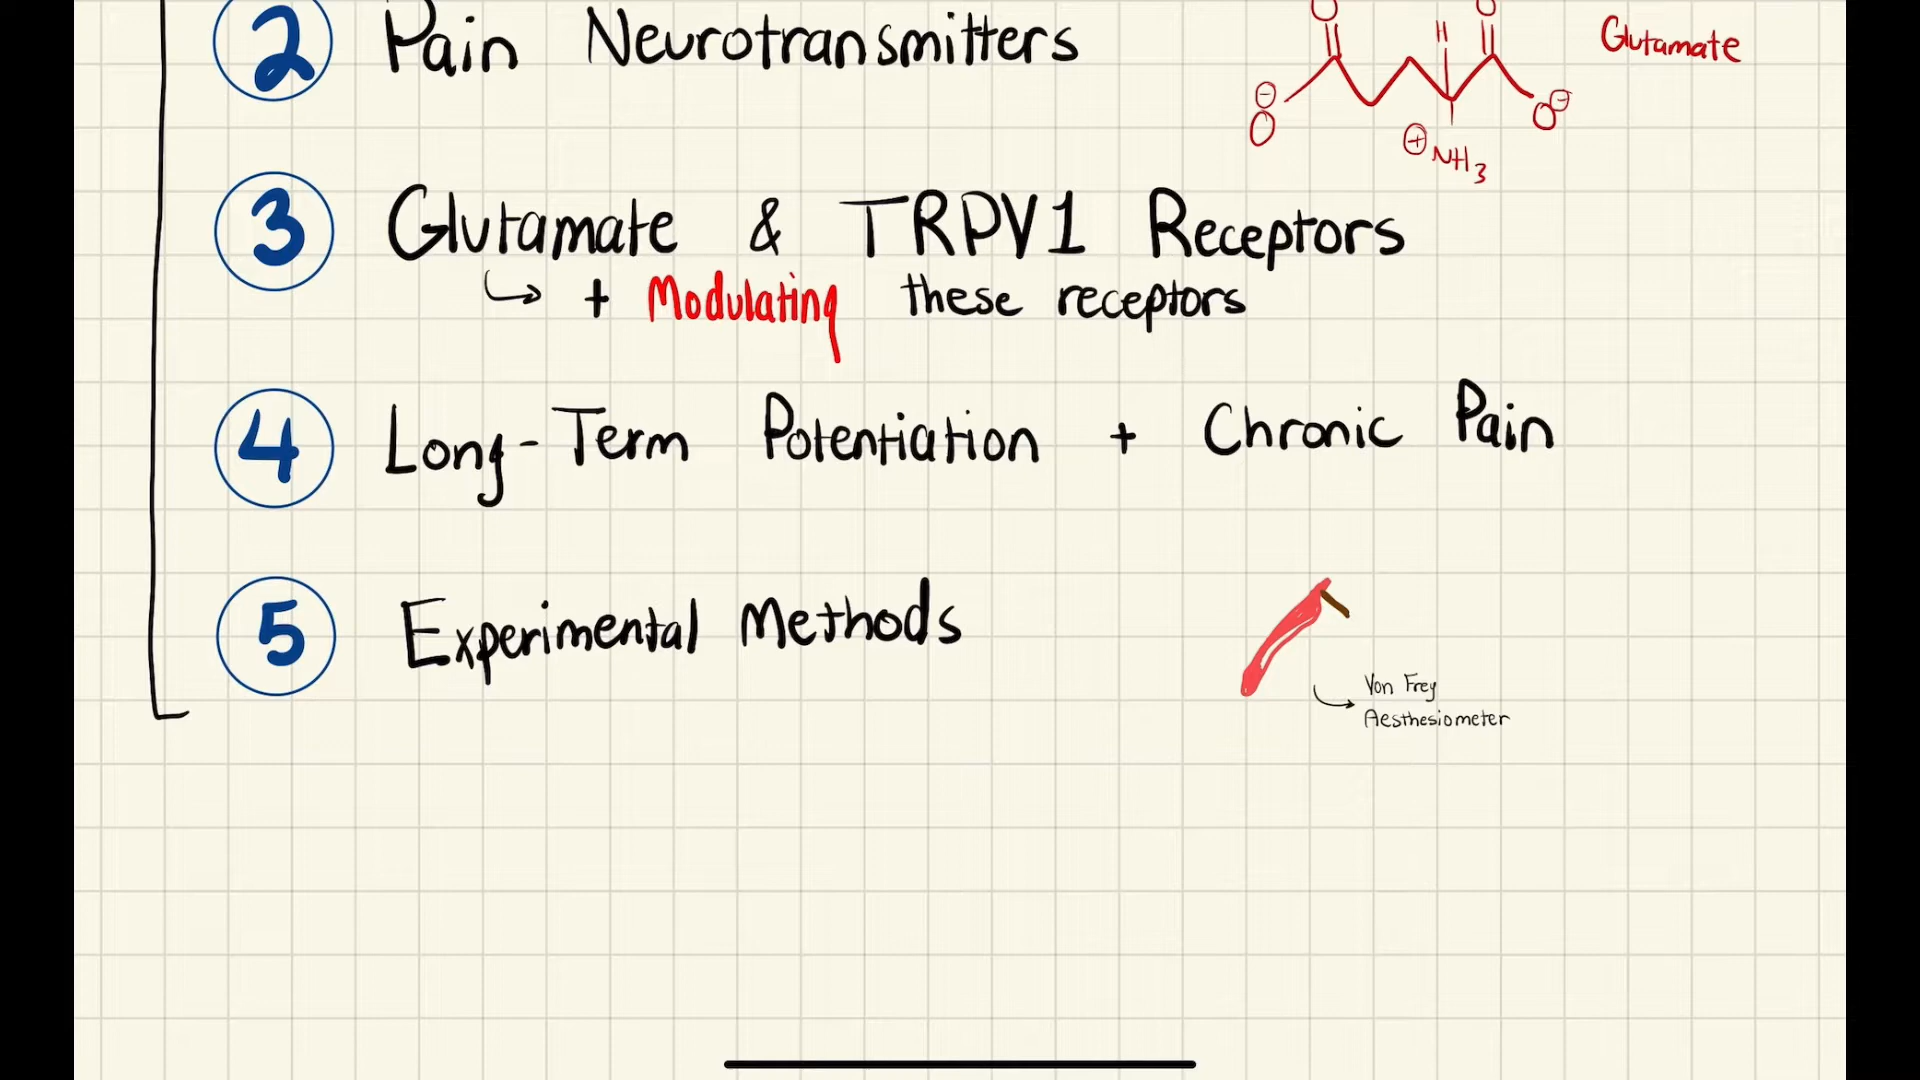 2 Pain Neurotransmitters
O O
H
Glutamate
⊖
O
O⊖
⊕NH3
3 Glutamate & TRPV1 Receptors
↳ + Modulating these receptors
4 Long-Term Potentiation + Chronic Pain
5 Experimental Methods
Von Frey
Aesthesiometer